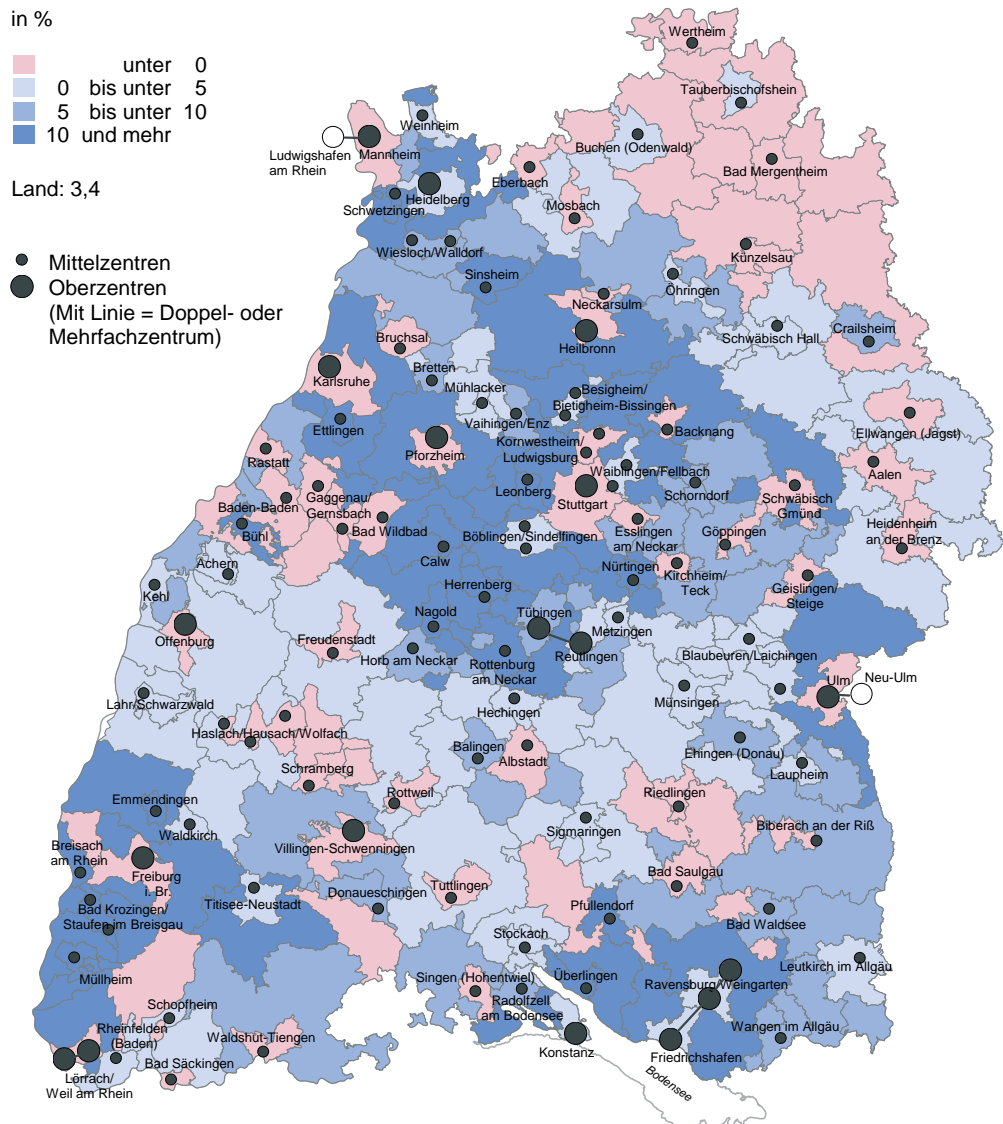 in %
unter 0
0 bis unter 5
5 bis unter 10
10 und mehr
Land: 3,4
Mittelzentren
Oberzentren
(Mit Linie = Doppel- oder
Mehrfachzentrum)
Wertheim
Tauberbischofsheim
Weinheim
Buchen (Odenwald)
Ludwigshafen
am Rhein
Mannheim
Bad Mergentheim
Eberbach
Heidelberg
Schwetzingen
Mosbach
Wiesloch/Walldorf
Künzelsau
Sinsheim
Öhringen
Neckarsulm
Bruchsal
Heilbronn
Schwäbisch Hall
Crailsheim
Karlsruhe
Bretten
Mühlacker
Besigheim/
Bietigheim-Bissingen
Vaihingen/Enz
Ettlingen
Backnang
Ellwangen (Jagst)
Pforzheim
Kornwestheim/
Ludwigsburg
Rastatt
Waiblingen/Fellbach
Aalen
Leonberg
Stuttgart
Schorndorf
Schwäbisch
Gmünd
Gaggenau/
Gernsbach
Baden-Baden
Bad Wildbad
Bühl
Böblingen/Sindelfingen
Esslingen
am Neckar
Göppingen
Heidenheim
an der Brenz
Achern
Calw
Nürtingen
Kirchheim/
Teck
Kehl
Herrenberg
Geislingen/
Steige
Nagold
Tübingen
Metzingen
Offenburg
Freudenstadt
Horb am Neckar
Rottenburg
am Neckar
Reutlingen
Blaubeuren/Laichingen
Ulm
Neu-Ulm
Lahr/Schwarzwald
Hechingen
Münsingen
Haslach/Hausach/Wolfach
Balingen
Albstadt
Ehingen (Donau)
Laupheim
Schramberg
Rottweil
Riedlingen
Emmendingen
Waldkirch
Sigmaringen
Biberach an der Riß
Breisach
am Rhein
Villingen-Schwenningen
Freiburg
i. Br.
Bad Saulgau
Titisee-Neustadt
Donaueschingen
Tuttlingen
Bad Krozingen/
Staufen im Breisgau
Pfullendorf
Bad Waldsee
Stockach
Leutkirch im Allgäu
Müllheim
Singen (Hohentwiel)
Überlingen
Ravensburg/Weingarten
Radolfzell
am Bodensee
Schopfheim
Rheinfelden
(Baden)
Waldshut-Tiengen
Wangen im Allgäu
Konstanz
Friedrichshafen
Bad Säckingen
Lörrach/
Weil am Rhein
Bodensee